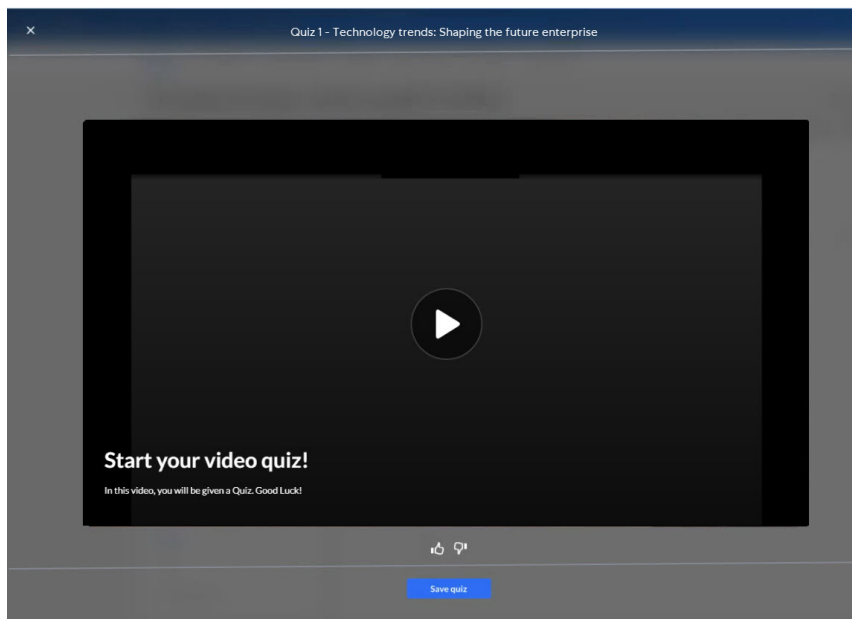 Quiz 1 - Technology trends: Shaping the future enterprise
Start your video quiz!
In this video, you will be given a Quiz. Good Luck!
Save quiz